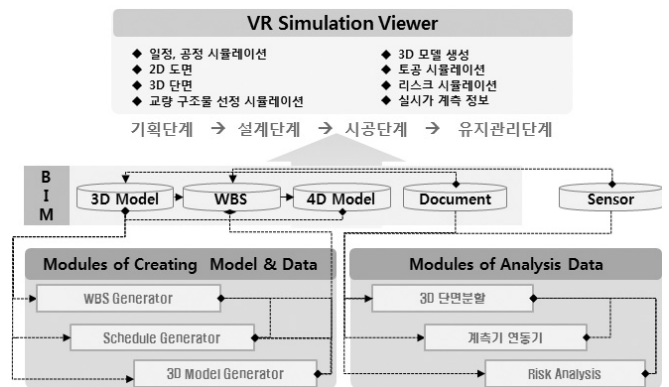 VR Simulation Viewer
◆ 일정, 공정 시뮬레이션
◆ 2D 도면
◆ 3D 단면
◆ 교량 구조물 선정 시뮬레이션
◆ 3D 모델 생성
◆ 토공 시뮬레이션
◆ 리스크 시뮬레이션
◆ 실시가 계측 정보
기획단계 → 설계단계 → 시공단계 → 유지관리단계
BIM
3D Model
WBS
4D Model
Document
Sensor
Modules of Creating Model & Data
WBS Generator
Schedule Generator
3D Model Generator
Modules of Analysis Data
3D 단면분할
계측기 연동기
Risk Analysis